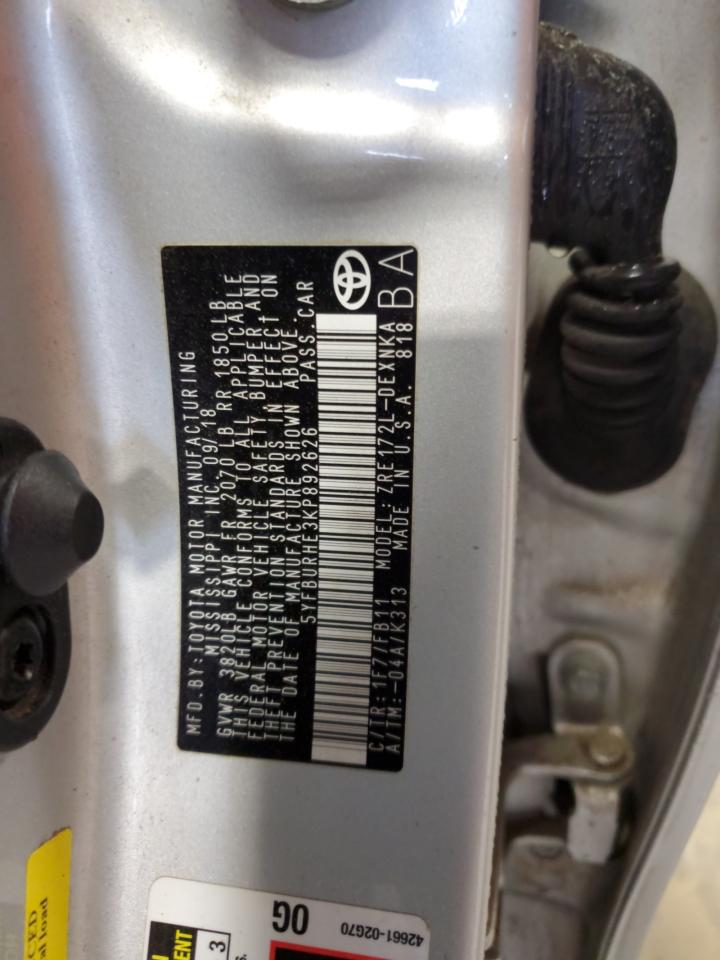 MFD.BY:TOYOTA MOTOR MANUFACTURING
MISSISSIPPI INC. 09/18
GVWR 3820LB GAWR FR 2070 LB RR 1850 LB
THIS VEHICLE CONFORMS TO ALL APPLICABLE
FEDERAL MOTOR VEHICLE SAFETY, BUMPER, AND
THEFT PREVENTION STANDARDS IN EFFECT ON
THE DATE OF MANUFACTURE SHOWN ABOVE.
5YFBURHE3KP892626 PASS. CAR
C/TR:1F7/FB11 MODEL: ZRE172L-DEXNKA
A/TM:-04A/K313 MADE IN U.S.A. 818
BA
0G
42661-02G70
3